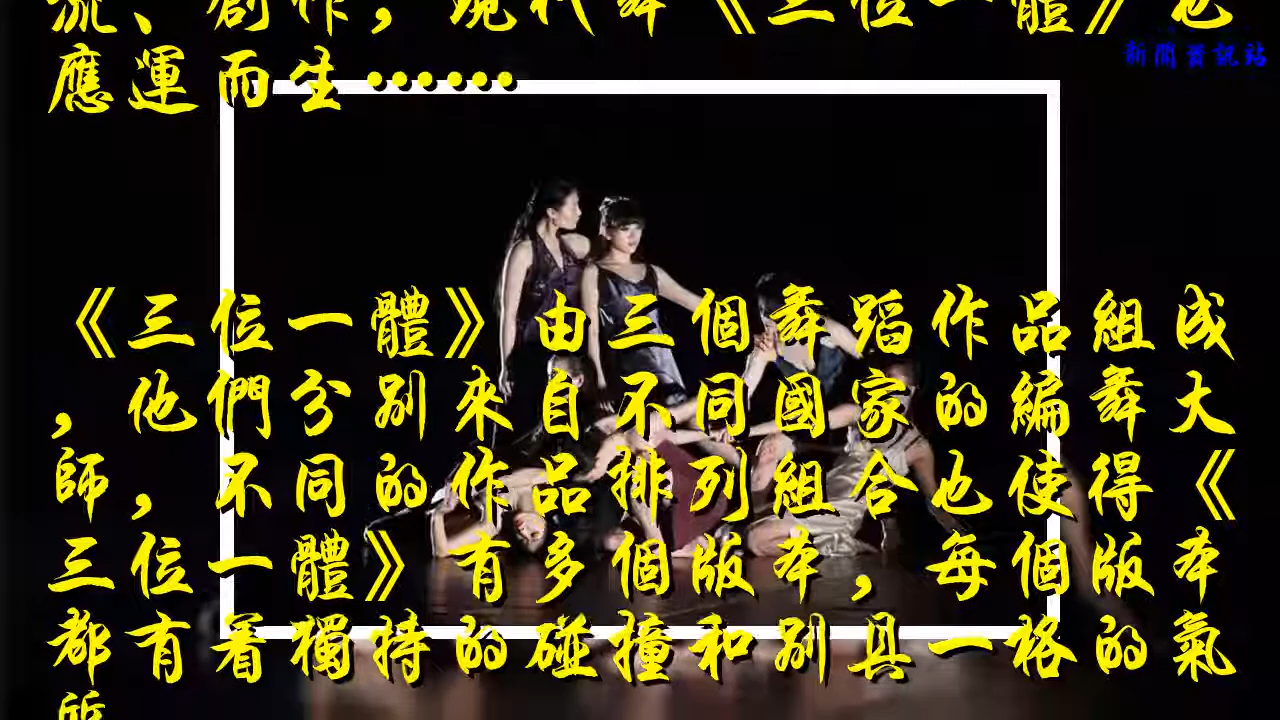 流、創作，現代舞《三位一體》也
新聞資訊站
應運而生……
《三位一體》由三個舞蹈作品組成
，他們分別來自不同國家的編舞大
師，不同的作品排列組合也使得《
三位一體》有多個版本，每個版本
都有着獨特的碰撞和別具一格的氣
質